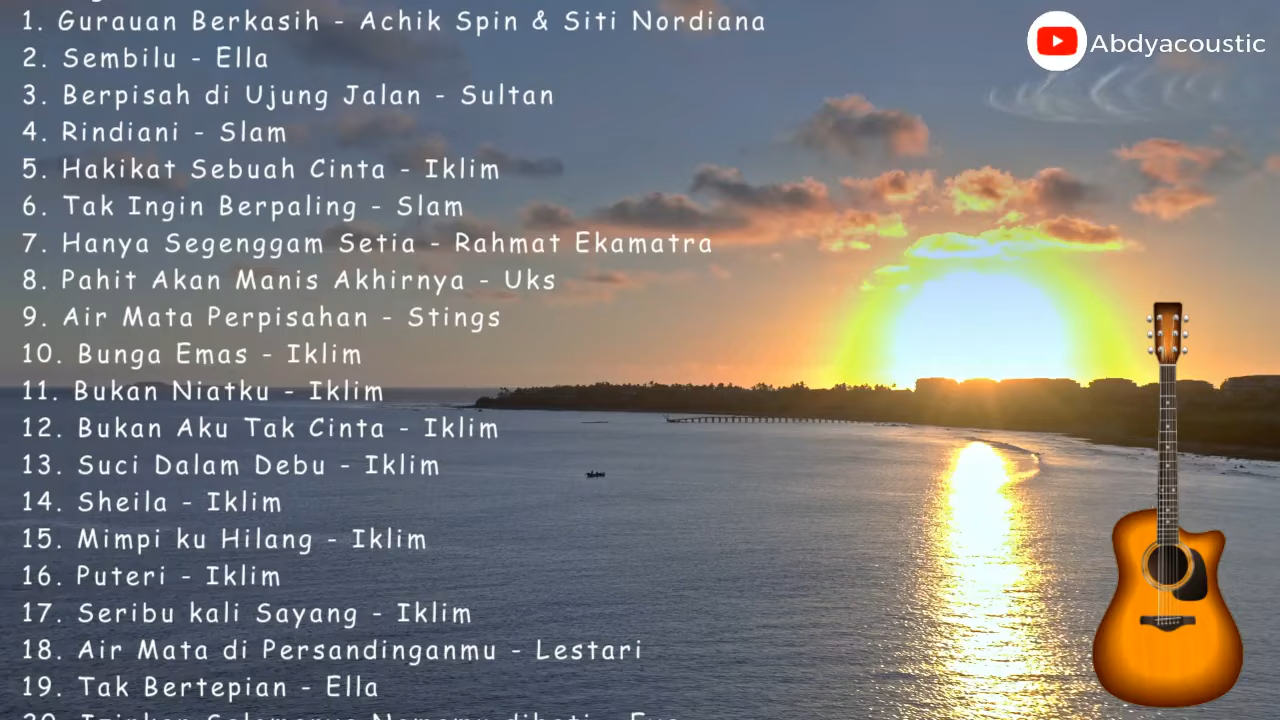 1. Gurauan Berkasih - Achik Spin & Siti Nordiana
Abdyacoustic
2. Sembilu - Ella
3. Berpisah di Ujung Jalan - Sultan
4. Rindiani - Slam
5. Hakikat Sebuah Cinta - Iklim
6. Tak Ingin Berpaling - Slam
7. Hanya Segenggam Setia - Rahmat Ekamatra
8. Pahit Akan Manis Akhirnya - Uks
9. Air Mata Perpisahan - Stings
10. Bunga Emas - Iklim
11. Bukan Niatku - Iklim
12. Bukan Aku Tak Cinta - Iklim
13. Suci Dalam Debu - Iklim
14. Sheila - Iklim
15. Mimpi ku Hilang - Iklim
16. Puteri - Iklim
17. Seribu kali Sayang - Iklim
18. Air Mata di Persandinganmu - Lestari
19. Tak Bertepian - Ella